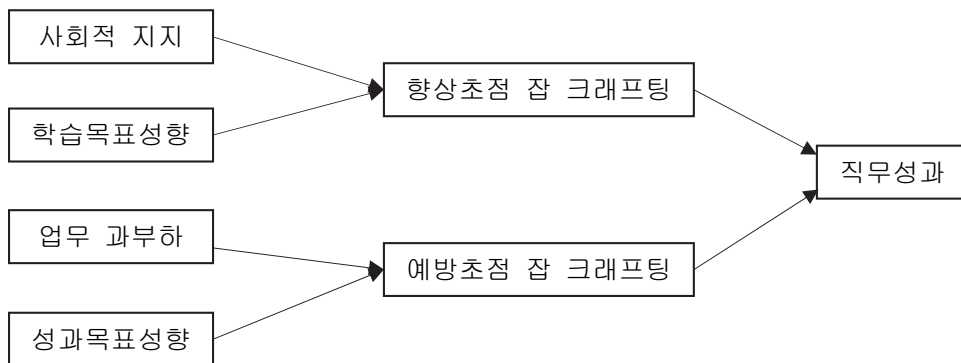 사회적 지지
향상초점 잡 크래프팅
학습목표성향
직무성과
업무 과부하
예방초점 잡 크래프팅
성과목표성향